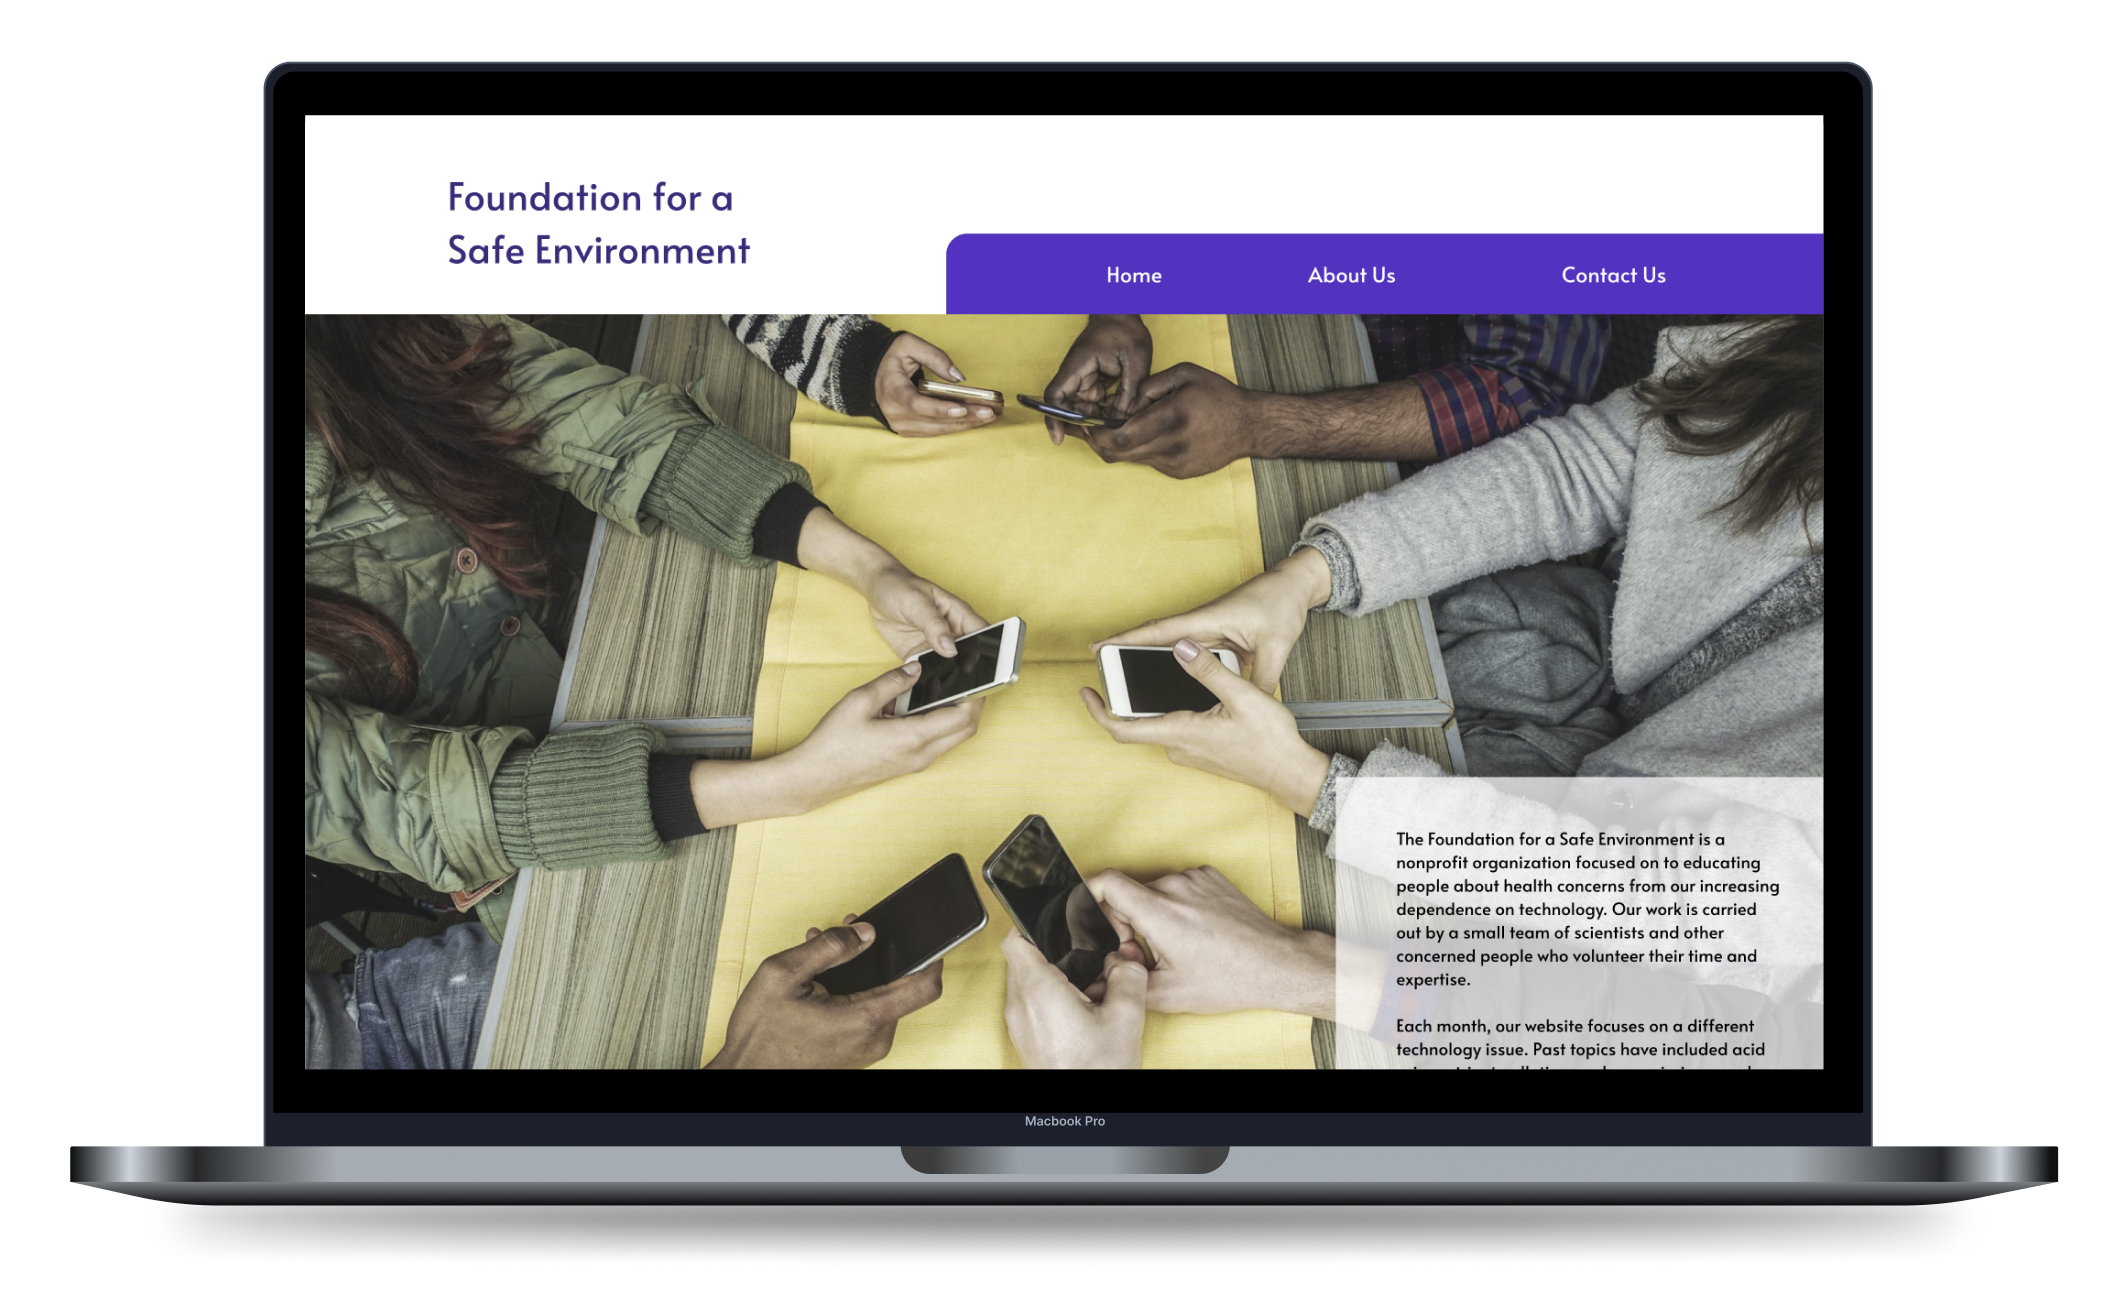 Foundation for a
Safe Environment
Home About Us Contact Us
The Foundation for a Safe Environment is a
nonprofit organization focused on to educating
people about health concerns from our increasing
dependence on technology. Our work is carried
out by a small team of scientists and other
concerned people who volunteer their time and
expertise.
Each month, our website focuses on a different
technology issue. Past topics have included acid
Macbook Pro